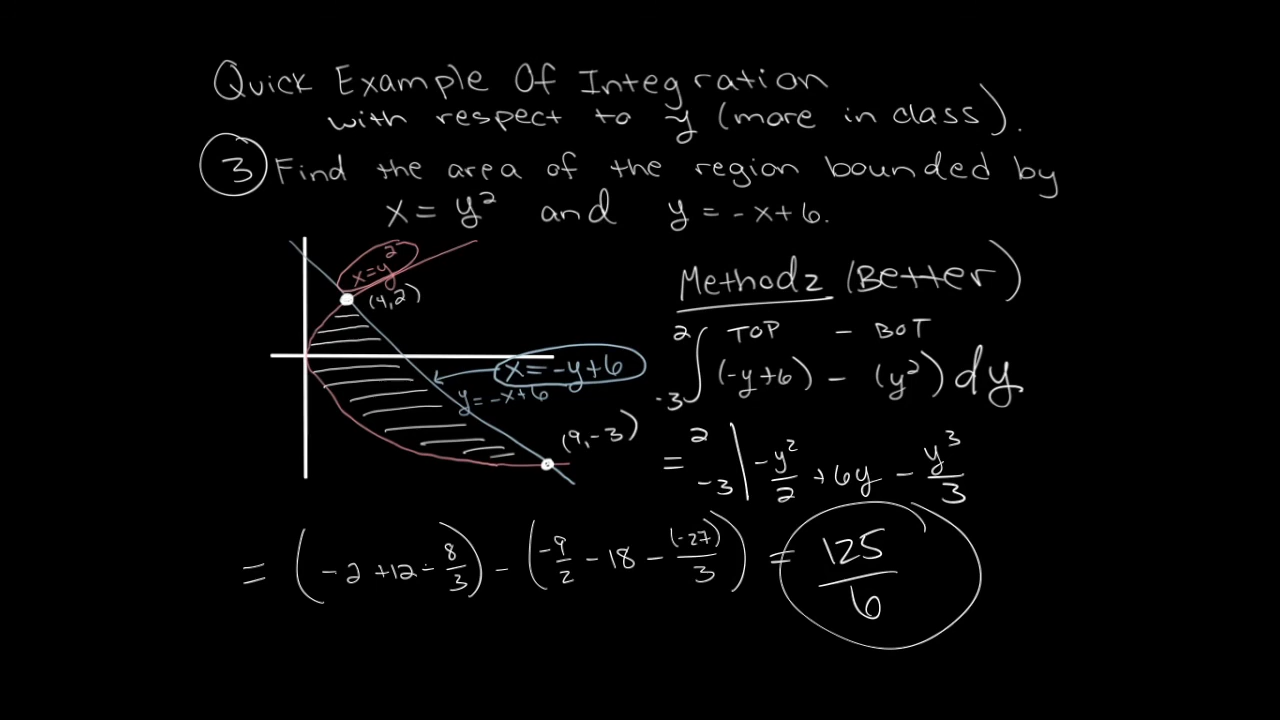 Quick Example Of Integration
with respect to y (more in class).
3 Find the area of the region bounded by
x = y² and y = -x+6.
x=y²
(4,2)
x = -y+6
y = -x+6
(9,-3)
Method 2 (Better)
2 TOP - BOT
∫ (-y+6) - (y²) dy
-3
= 2 -3 | -y²/2 + 6y - y³/3
= (-2 + 12 - 8/3) - (-9/2 - 18 - (-27)/3) = 125/6